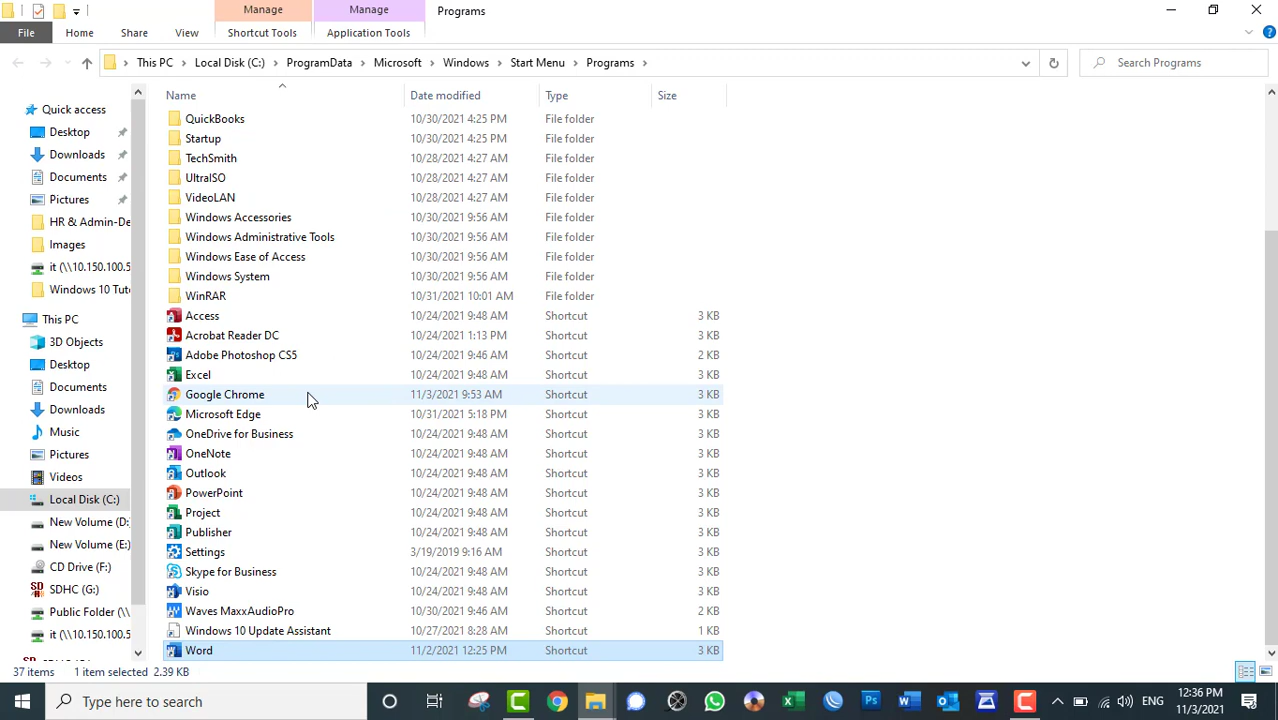 Manage Manage Programs
File Home Share View Shortcut Tools Application Tools
This PC Local Disk (C:) ProgramData Microsoft Windows Start Menu Programs Search Programs
Name Date modified Type Size
Quick access
Desktop
Downloads
Documents
Pictures
HR & Admin-De
Images
it (\\10.150.100.5
Windows 10 Tut
This PC
3D Objects
Desktop
Documents
Downloads
Music
Pictures
Videos
Local Disk (C:)
New Volume (D:
New Volume (E:)
CD Drive (F:)
SDHC (G:)
Public Folder (\\
it (\\10.150.100.5
QuickBooks 10/30/2021 4:25 PM File folder
Startup 10/30/2021 4:25 PM File folder
TechSmith 10/28/2021 4:27 AM File folder
UltraISO 10/28/2021 4:27 AM File folder
VideoLAN 10/28/2021 4:27 AM File folder
Windows Accessories 10/30/2021 9:56 AM File folder
Windows Administrative Tools 10/30/2021 9:56 AM File folder
Windows Ease of Access 10/30/2021 9:56 AM File folder
Windows System 10/30/2021 9:56 AM File folder
WinRAR 10/31/2021 10:01 AM File folder
Access 10/24/2021 9:48 AM Shortcut 3 KB
Acrobat Reader DC 10/24/2021 1:13 PM Shortcut 3 KB
Adobe Photoshop CS5 10/24/2021 9:46 AM Shortcut 2 KB
Excel 10/24/2021 9:48 AM Shortcut 3 KB
Google Chrome 11/3/2021 9:53 AM Shortcut 3 KB
Microsoft Edge 10/31/2021 5:18 PM Shortcut 3 KB
OneDrive for Business 10/24/2021 9:48 AM Shortcut 3 KB
OneNote 10/24/2021 9:48 AM Shortcut 3 KB
Outlook 10/24/2021 9:48 AM Shortcut 3 KB
PowerPoint 10/24/2021 9:48 AM Shortcut 3 KB
Project 10/24/2021 9:48 AM Shortcut 3 KB
Publisher 10/24/2021 9:48 AM Shortcut 3 KB
Settings 3/19/2019 9:16 AM Shortcut 3 KB
Skype for Business 10/24/2021 9:48 AM Shortcut 3 KB
Visio 10/24/2021 9:48 AM Shortcut 3 KB
Waves MaxxAudioPro 10/30/2021 9:46 AM Shortcut 2 KB
Windows 10 Update Assistant 10/27/2021 8:28 AM Shortcut 1 KB
Word 11/2/2021 12:25 PM Shortcut 3 KB
37 items 1 item selected 2.39 KB
Type here to search
ENG
12:36 PM
11/3/2021